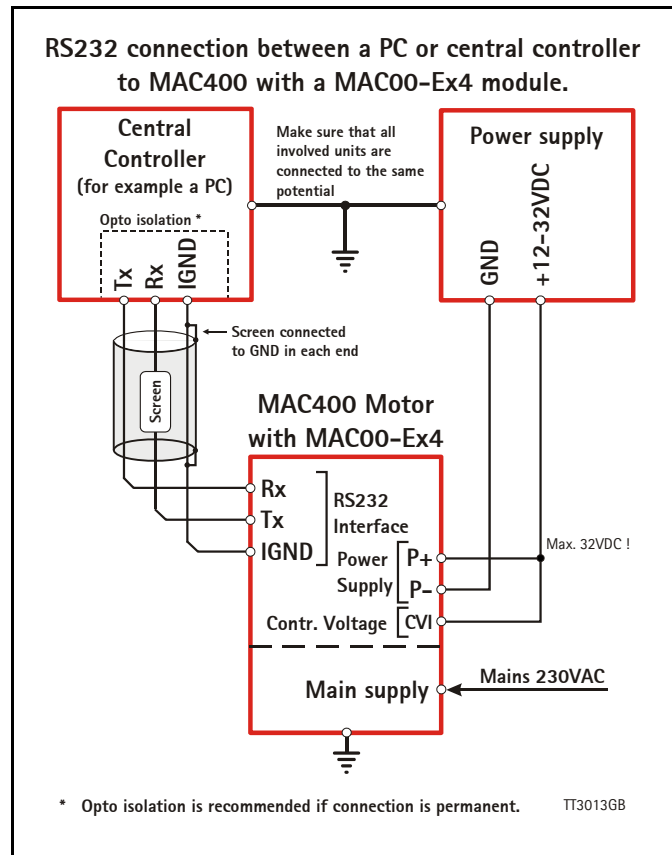 RS232 connection between a PC or central controller
to MAC400 with a MAC00-Ex4 module.
Central
Controller
(for example a PC)
Opto isolation *
Tx
Rx
IGND
Make sure that all
involved units are
connected to the same
potential
Power supply
GND
+12-32VDC
Screen connected
to GND in each end
Screen
MAC400 Motor
with MAC00-Ex4
Rx
Tx
IGND
RS232
Interface
Power
Supply
P+
P-
Contr. Voltage
CVI
Max. 32VDC !
Main supply
Mains 230VAC
* Opto isolation is recommended if connection is permanent.
TT3013GB